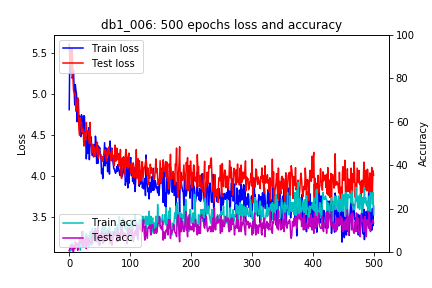 db1_006: 500 epochs loss and accuracy
Train loss
Test loss
Train acc
Test acc
Loss
Accuracy
5.5
5.0
4.5
4.0
3.5
100
80
60
40
20
0
0
100
200
300
400
500